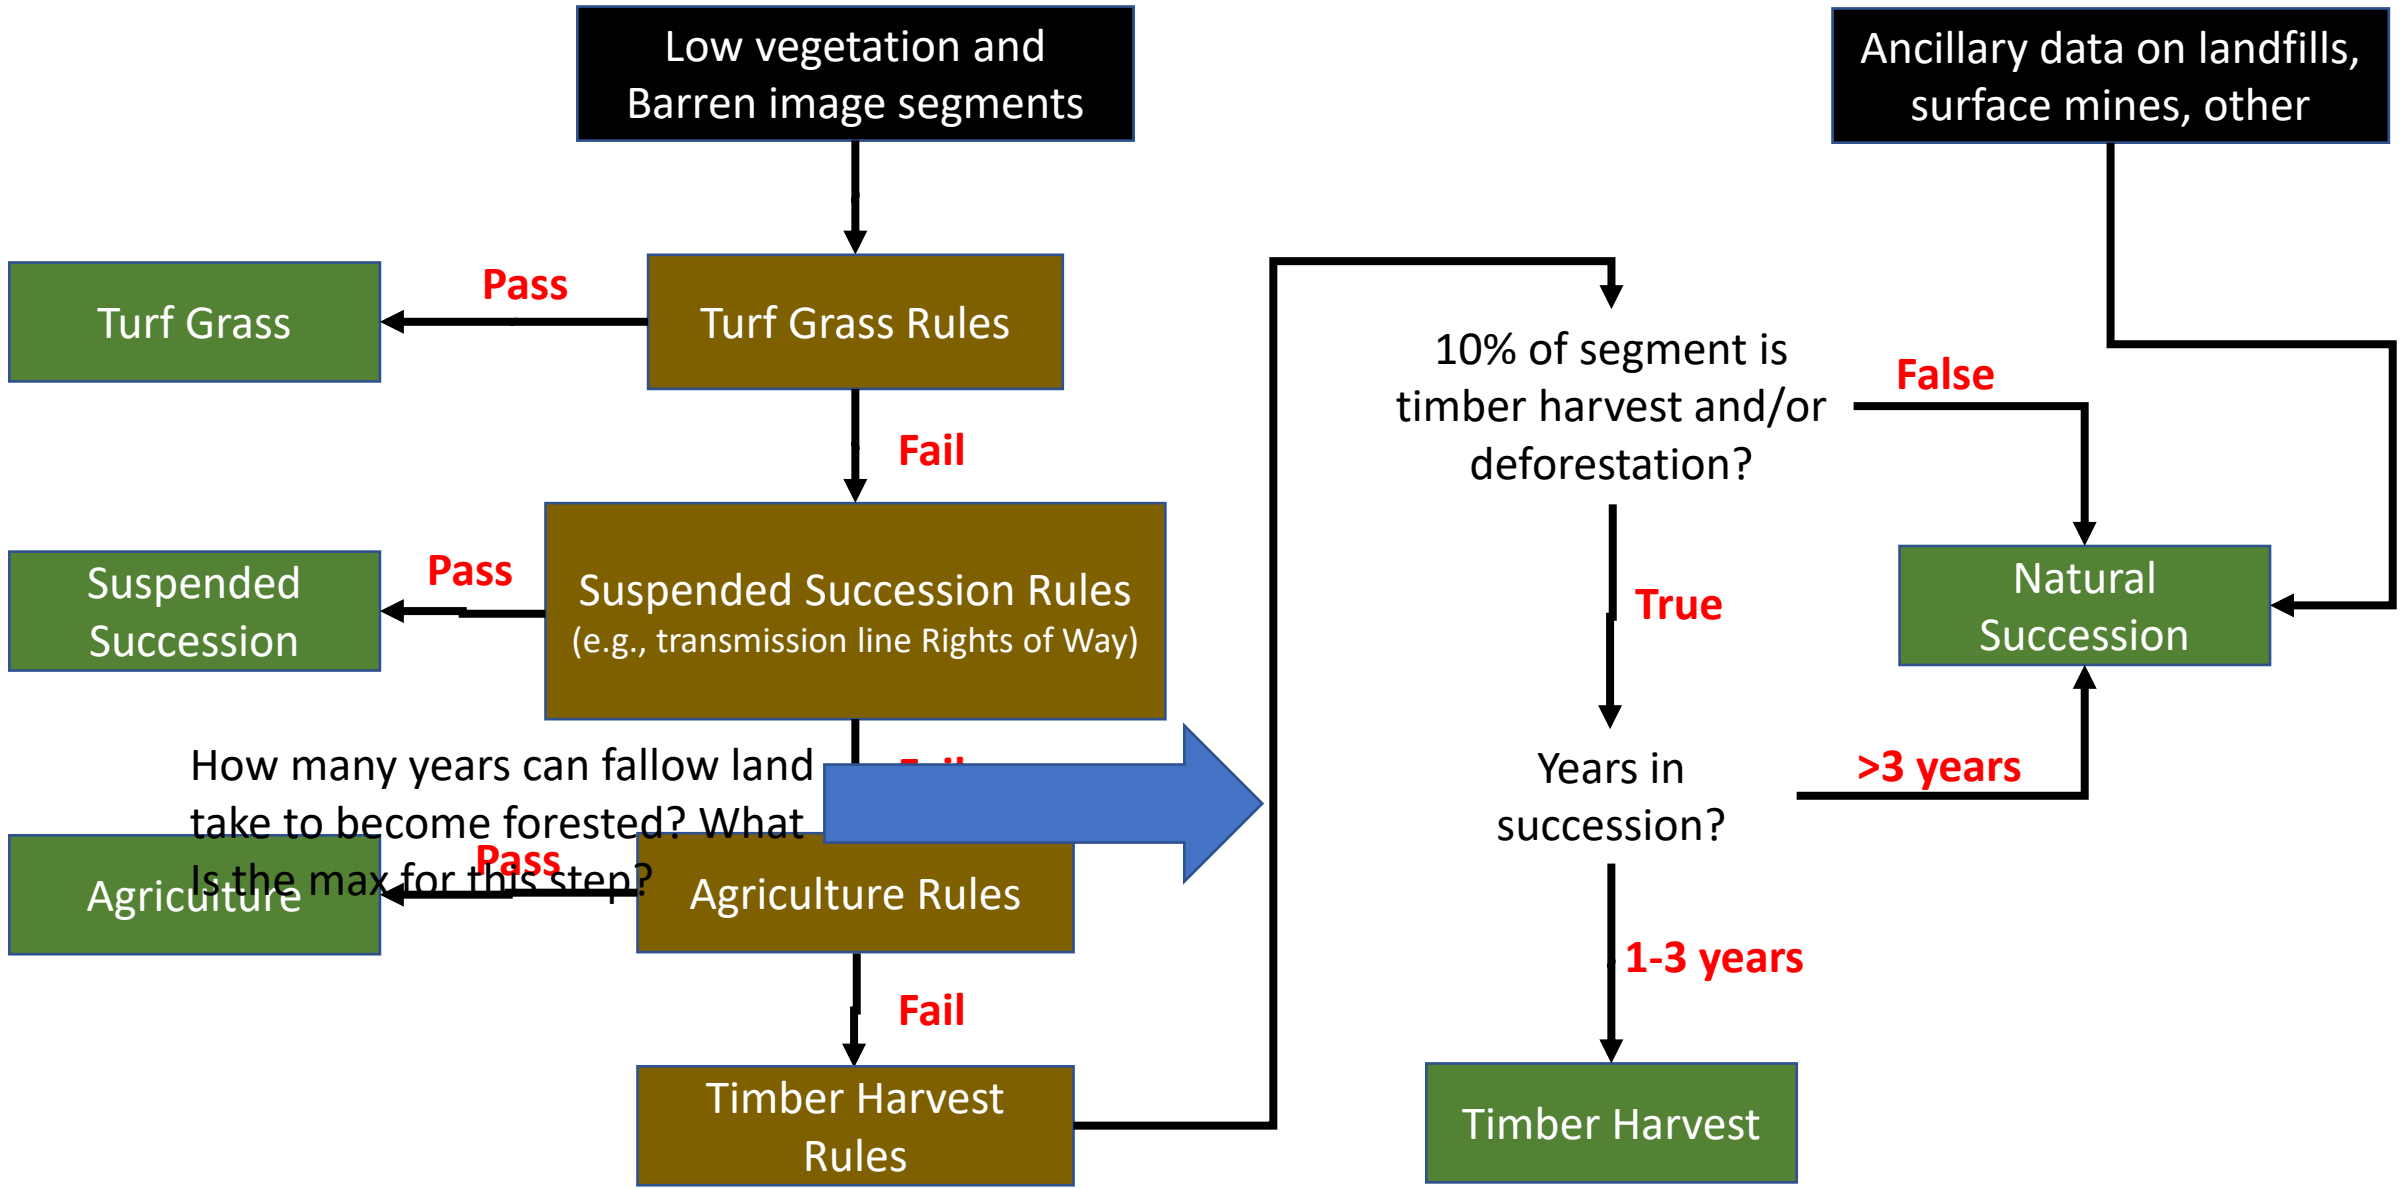 Low vegetation and
Barren image segments
Ancillary data on landfills,
surface mines, other
Turf Grass
Pass
Turf Grass Rules
Fail
Suspended
Succession
Pass
Suspended Succession Rules
(e.g., transmission line Rights of Way)
How many years can fallow land
take to become forested? What
Is the max for this step?
Agriculture
Pass
Agriculture Rules
Fail
Timber Harvest
Rules
10% of segment is
timber harvest and/or
deforestation?
False
True
Natural
Succession
Years in
succession?
>3 years
1-3 years
Timber Harvest